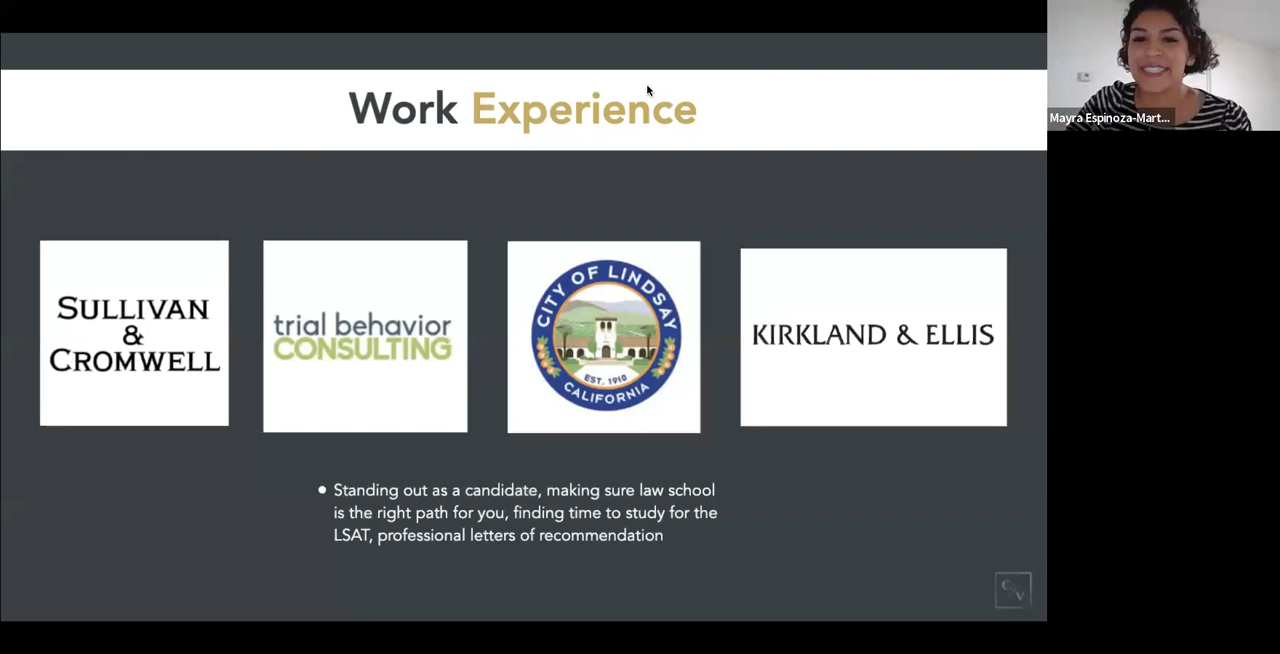 Work Experience
Mayra Espinoza-Mart...
SULLIVAN
&
CROMWELL
trial behavior
CONSULTING
CITY OF LINDSAY
EST. 1910
CALIFORNIA
KIRKLAND & ELLIS
• Standing out as a candidate, making sure law school
is the right path for you, finding time to study for the
LSAT, professional letters of recommendation